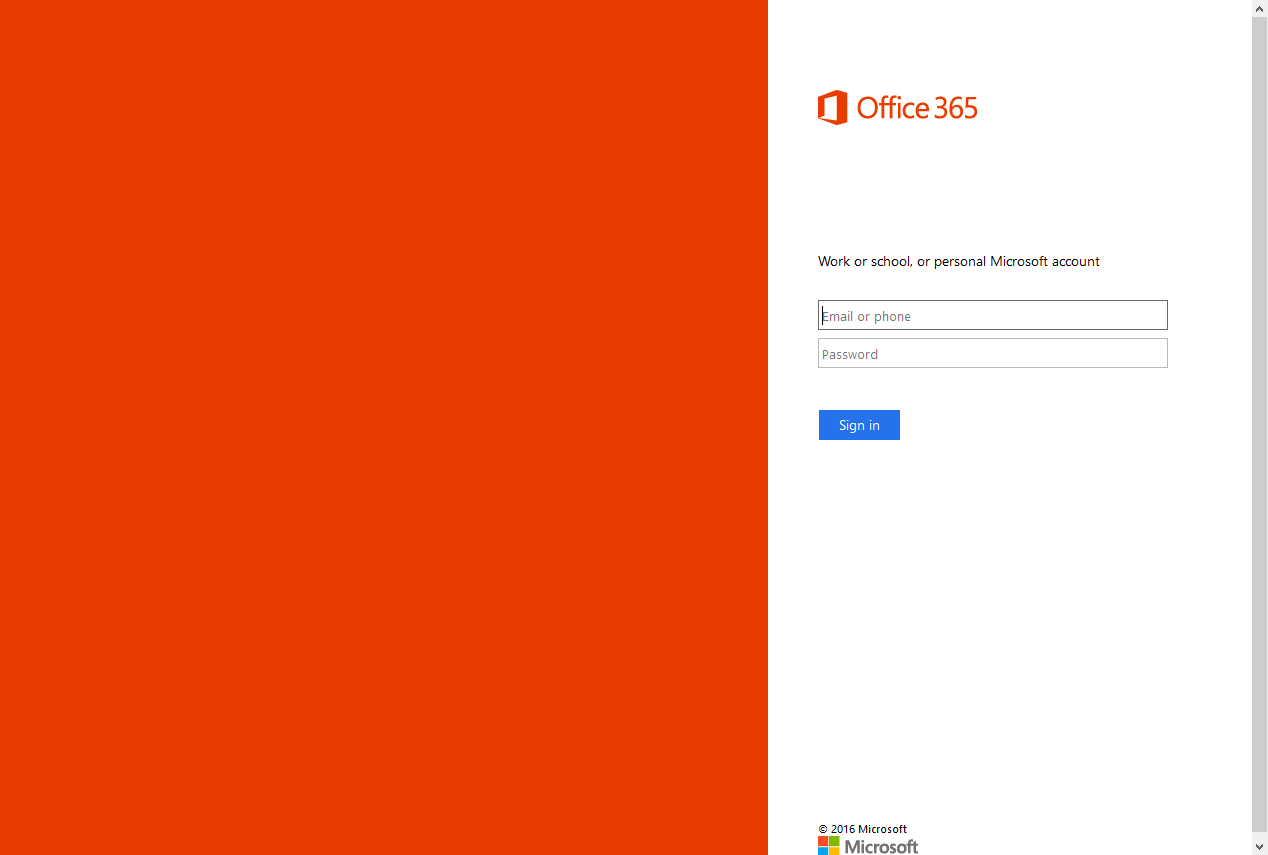 Office 365
Work or school, or personal Microsoft account
Email or phone
Password
Sign in
© 2016 Microsoft
Microsoft